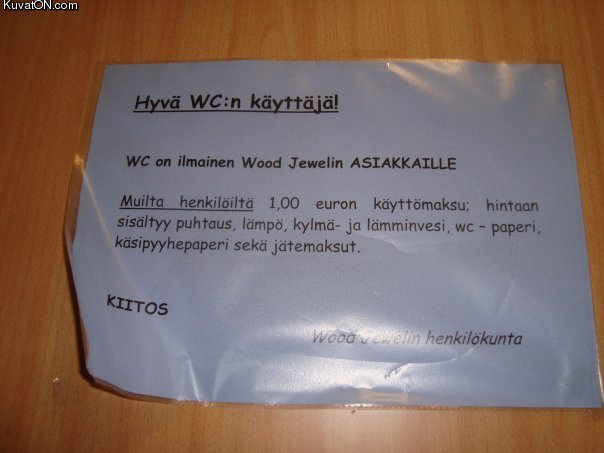 KuvatON.com
Hyvä WC:n käyttäjä!
WC on ilmainen Wood Jewelin ASIAKKAILLE
Muilta henkilöiltä 1,00 euron käyttömaksu; hintaan
sisältyy puhtaus, lämpö, kylmä- ja lämminvesi, wc – paperi,
käsipyyhepaperi sekä jätemaksut.
KIITOS
Wood Jewelin henkilökunta